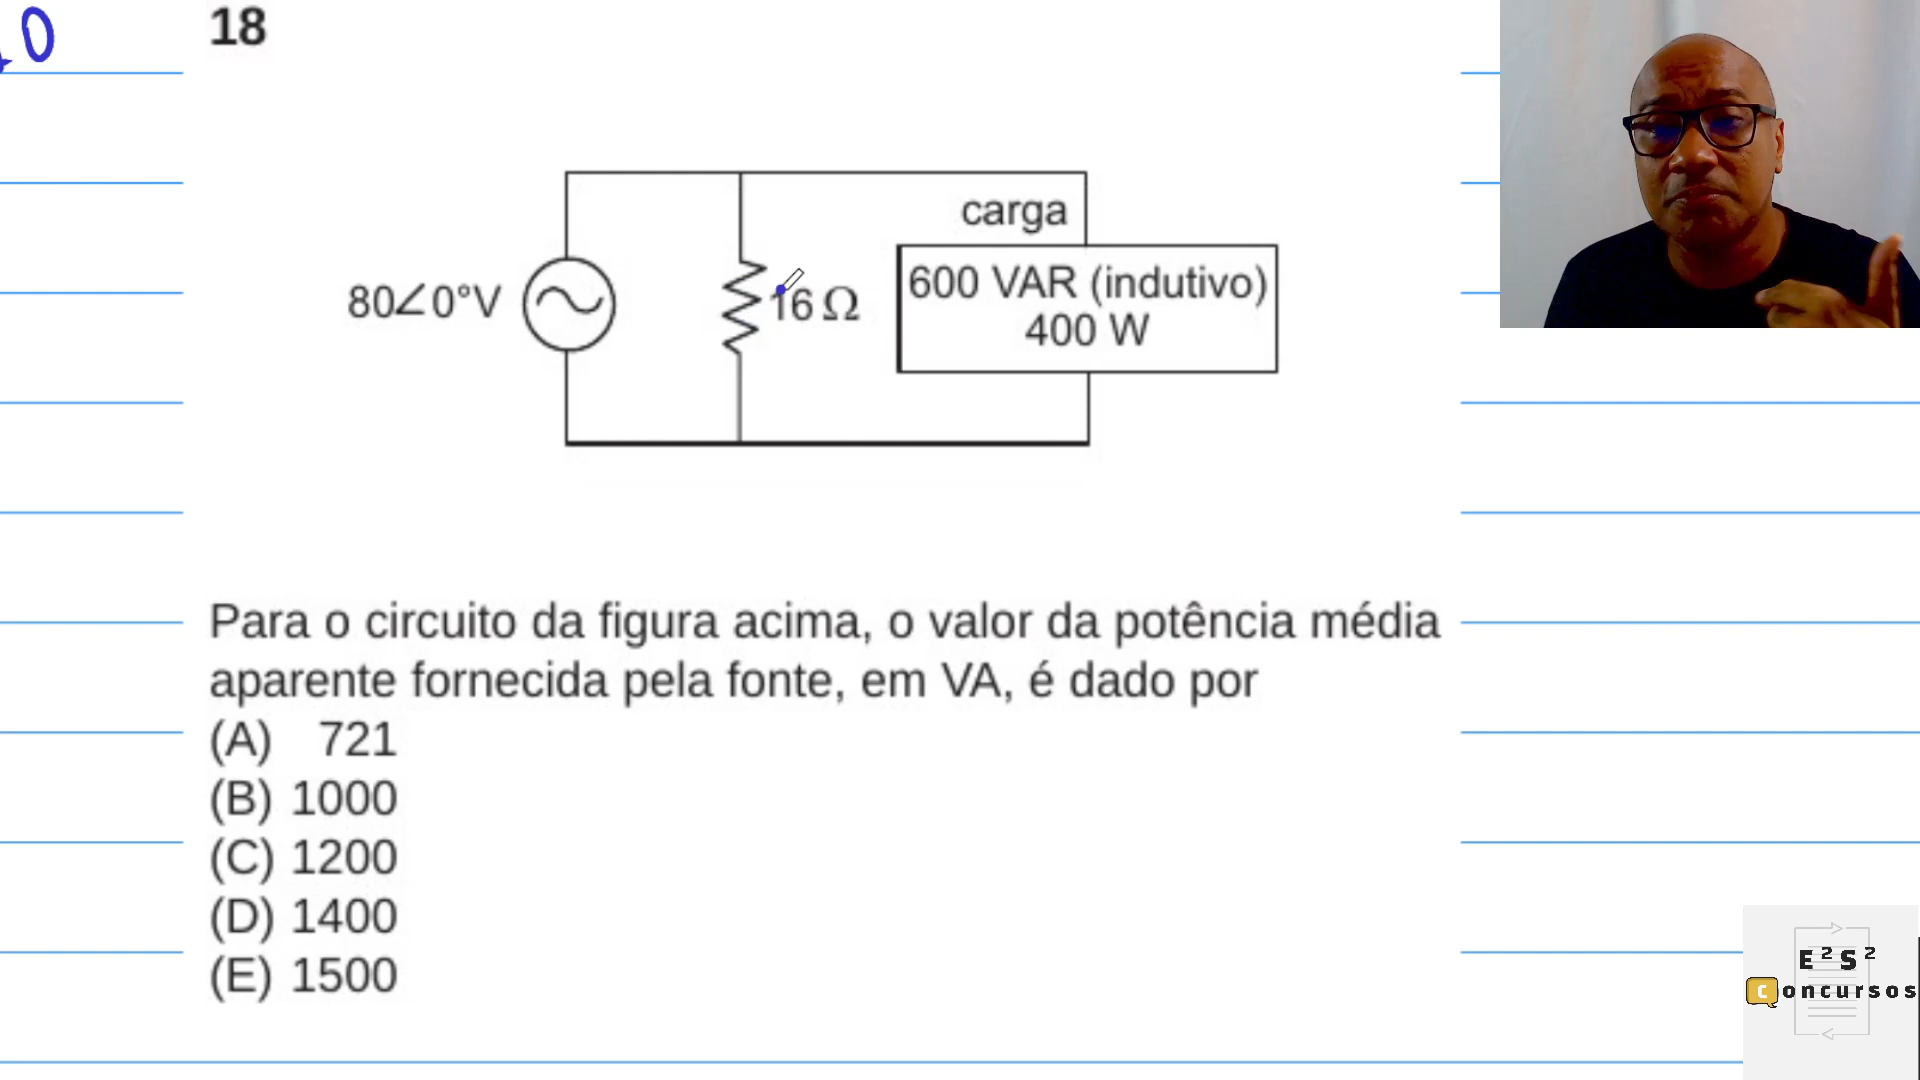 0
18
carga
80∠0°V
16 Ω
600 VAR (indutivo)
400 W
Para o circuito da figura acima, o valor da potência média
aparente fornecida pela fonte, em VA, é dado por
(A) 721
(B) 1000
(C) 1200
(D) 1400
(E) 1500
E²S²
Concursos